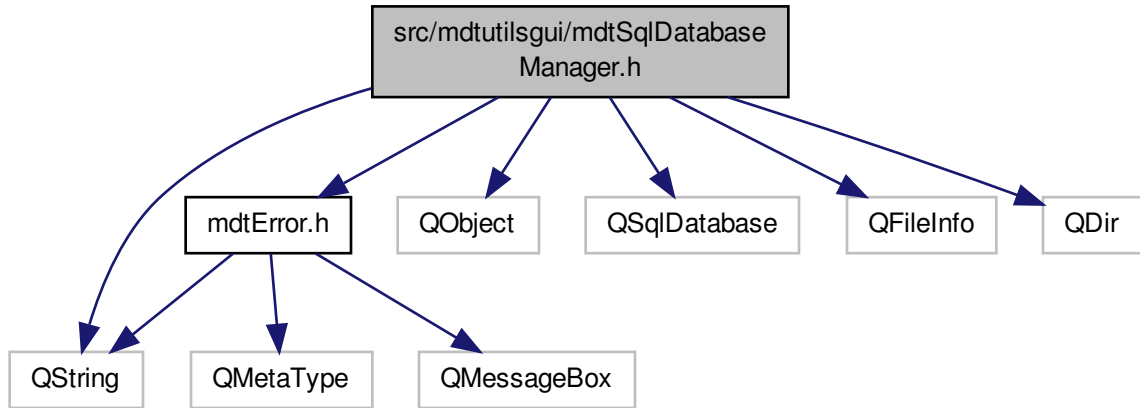 src/mdtutilsgui/mdtSqlDatabase
Manager.h
mdtError.h
QObject
QSqlDatabase
QFileInfo
QDir
QString
QMetaType
QMessageBox